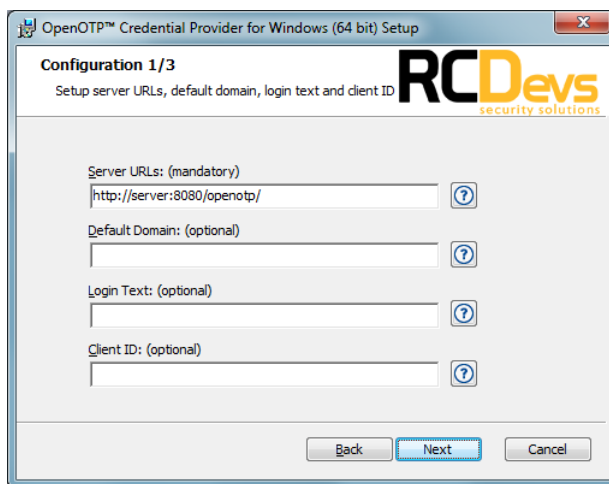 OpenOTP™ Credential Provider for Windows (64 bit) Setup
Configuration 1/3
Setup server URLs, default domain, login text and client ID
RCDevs
security solutions
Server URLs: (mandatory)
http://server:8080/openotp/
Default Domain: (optional)
Login Text: (optional)
Client ID: (optional)
Back Next Cancel